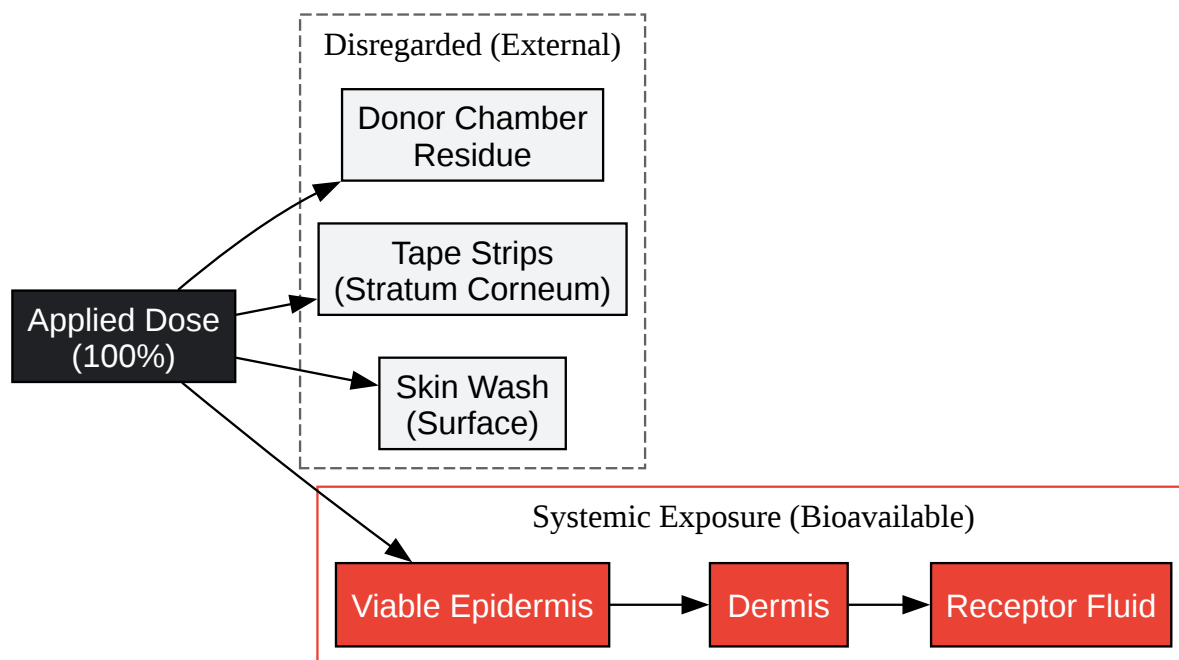 Disregarded (External)
Donor Chamber
Residue
Tape Strips
(Stratum Corneum)
Applied Dose
(100%)
Skin Wash
(Surface)
Systemic Exposure (Bioavailable)
Viable Epidermis
Dermis
Receptor Fluid